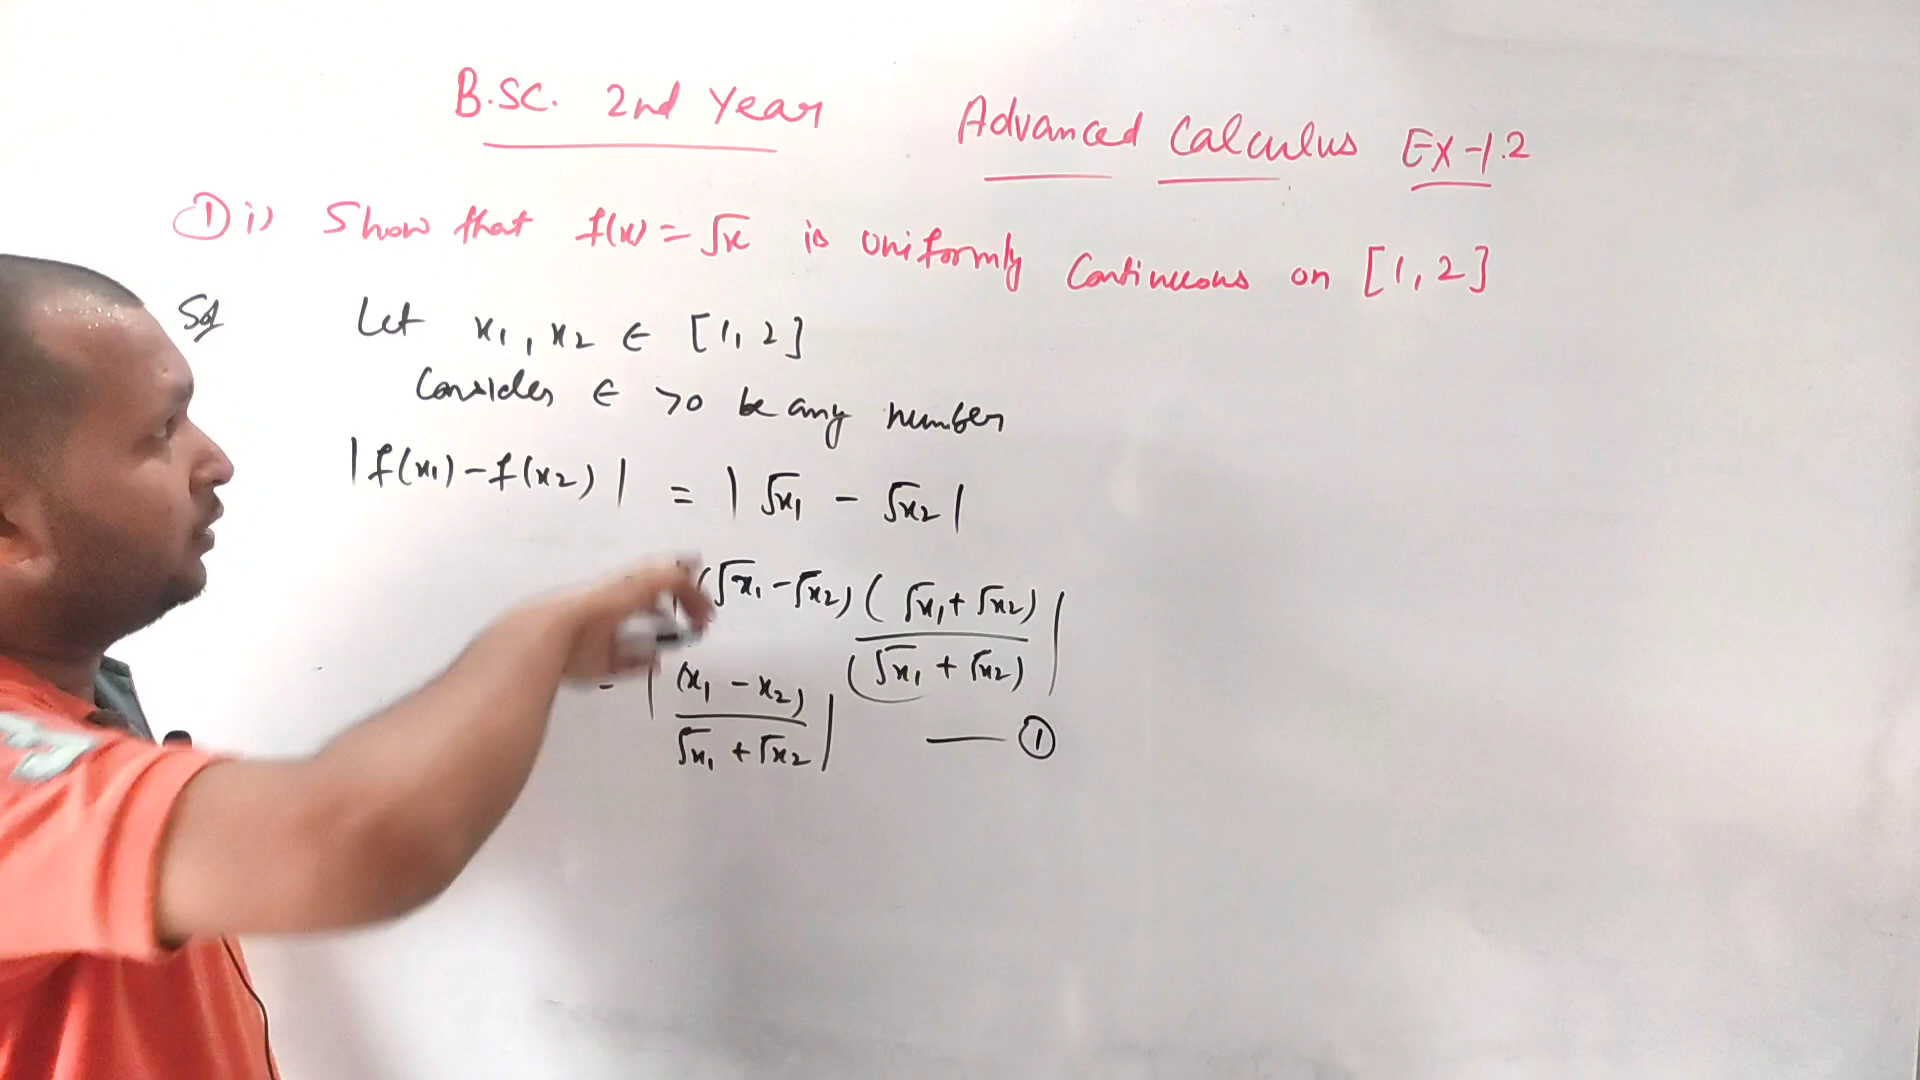 B.SC. 2nd Year Advanced Calculus EX-1.2
① i) Show that f(x) = √x is Uniformly Continuous on [1, 2]
Sol Let x₁, x₂ ∈ [1, 2]
Consider ∈ >0 be any number
|f(x₁) - f(x₂)| = |√x₁ - √x₂|
|(√x₁ - √x₂) (√x₁ + √x₂) / (√x₁ + √x₂)|
= |(x₁ - x₂) / √x₁ + √x₂| — ①